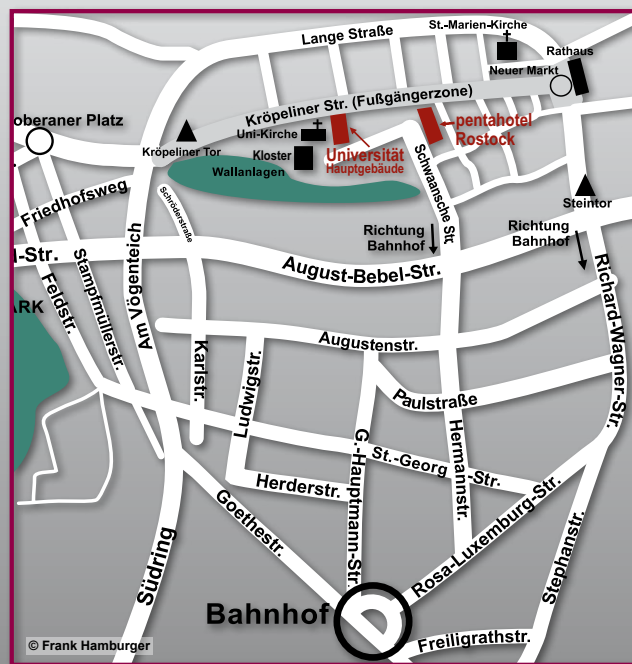 St.-Marien-Kirche
Lange Straße
Rathaus
Neuer Markt
Kröpeliner Str. (Fußgängerzone)
oberaner Platz
pentahotel
Rostock
Uni-Kirche
Kröpeliner Tor
Universität
Hauptgebäude
Kloster
Wallanlagen
Schwaansche Stt.
Friedhofsweg
Schröderstraße
Steintor
Richtung
Bahnhof
Richtung
Bahnhof
l-Str.
August-Bebel-Str.
Am Vögenteich
Stampfmüllerstr.
Feldstr.
ARK
Richard-Wagner-Str.
Augustenstr.
Karlstr.
Ludwigstr.
Paulstraße
Hermannstr.
G.-Hauptmann-Str.
St.-Georg -Str.
Herderstr.
Goethestr.
Rosa-Luxemburg-Str.
Stephanstr.
Südring
Bahnhof
Freiligrathstr.
© Frank Hamburger